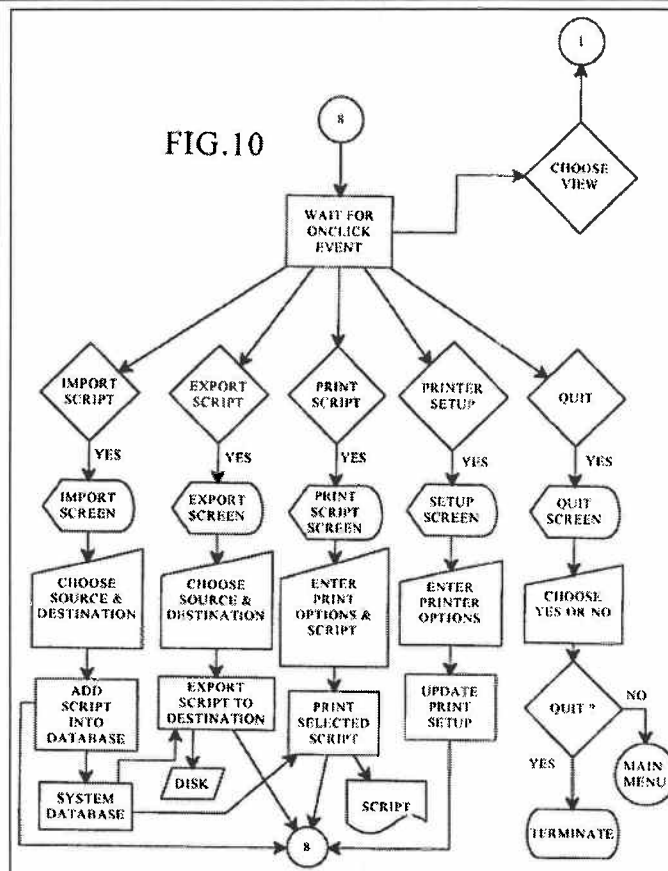 1
8
FIG.10
CHOOSE
VIEW
WAIT FOR
ONCLICK
EVENT
IMPORT
SCRIPT
EXPORT
SCRIPT
PRINT
SCRIPT
PRINTER
SETUP
QUIT
YES
YES
YES
YES
YES
IMPORT
SCREEN
EXPORT
SCREEN
PRINT
SCRIPT
SCREEN
SETUP
SCREEN
QUIT
SCREEN
CHOOSE
SOURCE &
DESTINATION
CHOOSE
SOURCE &
DESTINATION
ENTER
PRINT
OPTIONS &
SCRIPT
ENTER
PRINTER
OPTIONS
CHOOSE
YES OR NO
ADD
SCRIPT
INTO
DATABASE
EXPORT
SCRIPT TO
DESTINATION
PRINT
SELECTED
SCRIPT
UPDATE
PRINT
SETUP
QUIT ?
NO
YES
MAIN
MENU
SYSTEM
DATABASE
DISK
SCRIPT
8
TERMINATE